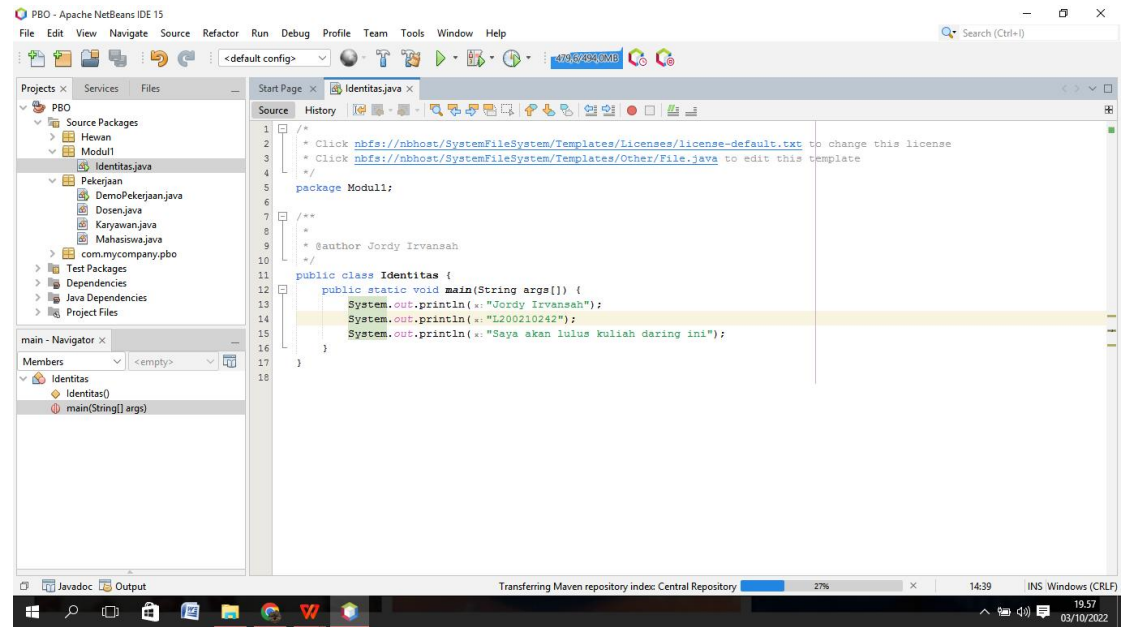 PBO - Apache NetBeans IDE 15
File Edit View Navigate Source Refactor Run Debug Profile Team Tools Window Help
Search (Ctrl+I)
<default config>
479,6/494,0MB
Projects Services Files
Start Page Identitas.java
Source History
PBO
Source Packages
Hewan
Modul1
Identitas.java
Pekerjaan
DemoPekerjaan.java
Dosen.java
Karyawan.java
Mahasiswa.java
com.mycompany.pbo
Test Packages
Dependencies
Java Dependencies
Project Files
1 /*
2 * Click nbfs://nbhost/SystemFileSystem/Templates/Licenses/license-default.txt to change this license
3 * Click nbfs://nbhost/SystemFileSystem/Templates/Other/File.java to edit this template
4 */
5 package Modul1;
6
7 /**
8 *
9 * @author Jordy Irvansah
10 */
11 public class Identitas {
12 public static void main(String args[]) {
13 System.out.println(x: "Jordy Irvansah");
14 System.out.println(x: "L200210242");
15 System.out.println(x: "Saya akan lulus kuliah daring ini");
16 }
17 }
18
main - Navigator
Members <empty>
Identitas
Identitas()
main(String[] args)
Javadoc Output
Transferring Maven repository index: Central Repository 27% 14:39 INS Windows (CRLF)
19.57
03/10/2022